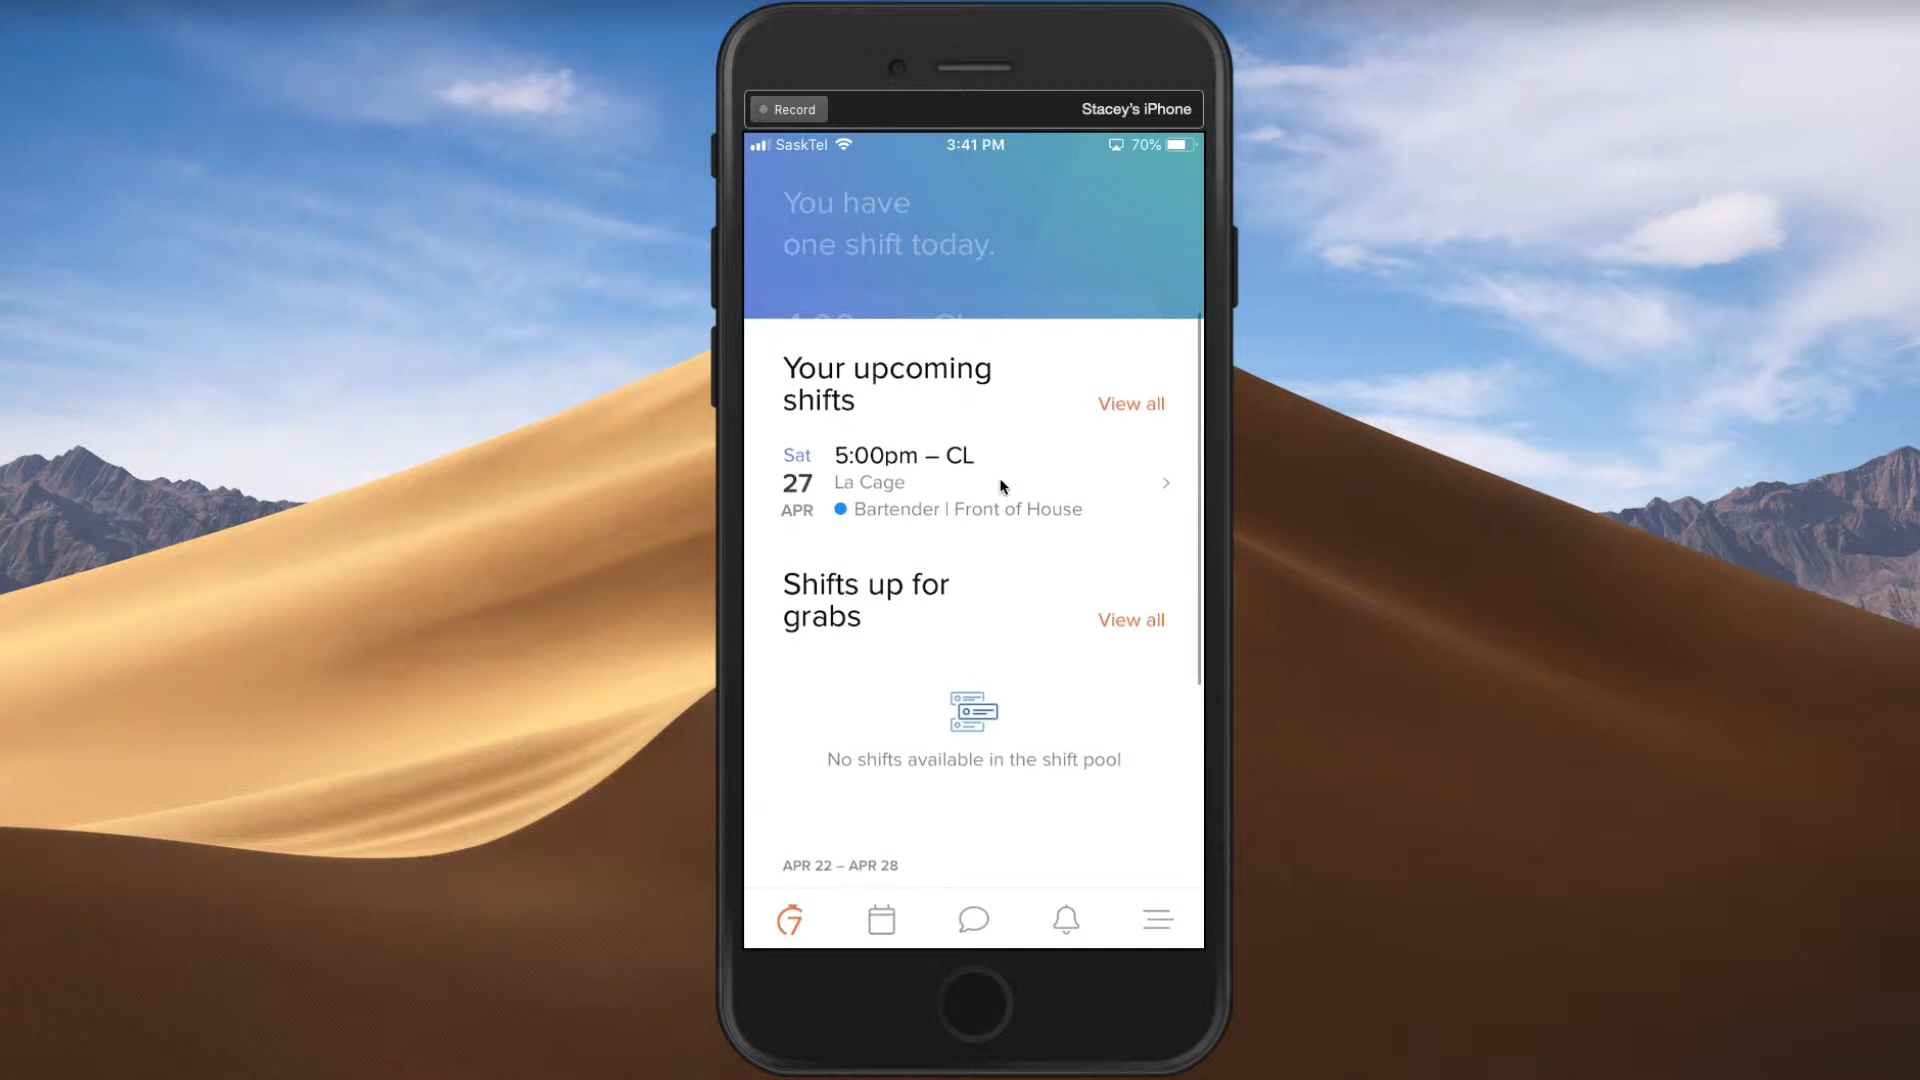 Record
Stacey's iPhone
SaskTel
3:41 PM
70%
You have
one shift today.
Your upcoming
shifts
View all
Sat
5:00pm – CL
27
La Cage
APR
Bartender | Front of House
Shifts up for
grabs
View all
No shifts available in the shift pool
APR 22 – APR 28
7